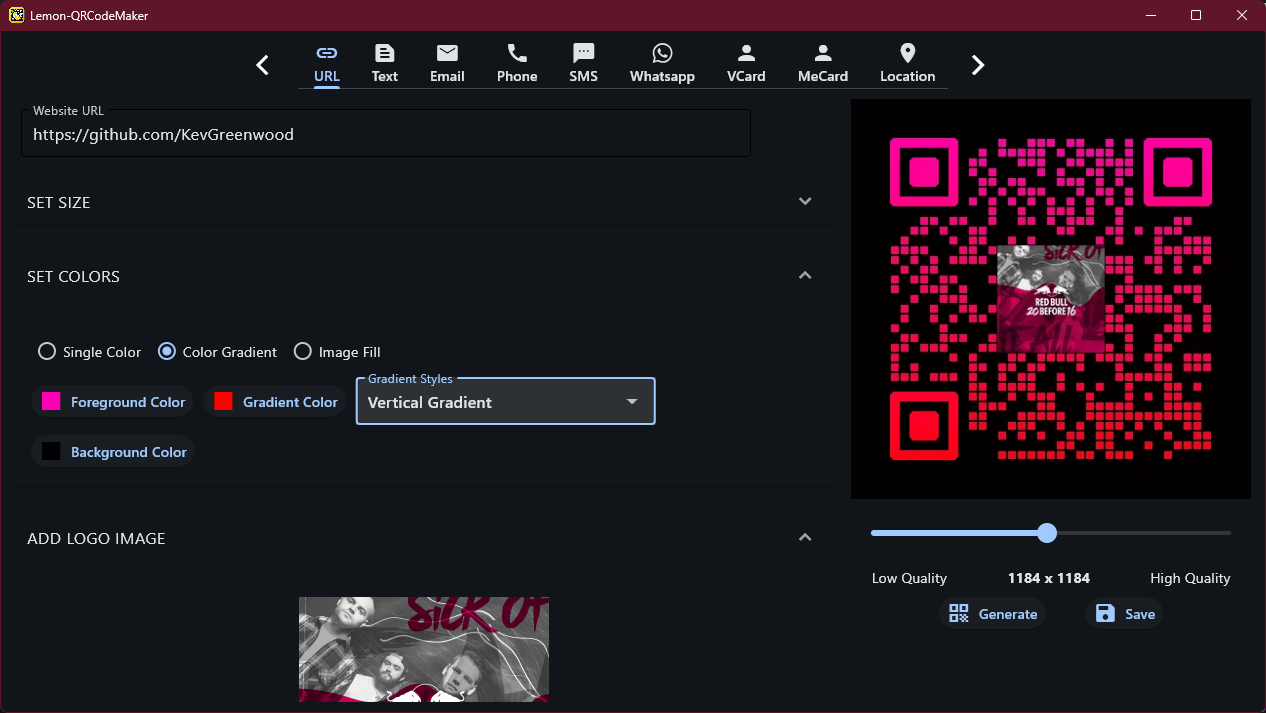 Lemon-QRCodeMaker
URL Text Email Phone SMS Whatsapp VCard MeCard Location
Website URL
https://github.com/KevGreenwood
SET SIZE
SET COLORS
Single Color Color Gradient Image Fill
Foreground Color Gradient Color
Gradient Styles
Vertical Gradient
Background Color
ADD LOGO IMAGE
SICK OF
SICK OF
RED BULL
20 BEFORE 16
Low Quality 1184 x 1184 High Quality
Generate Save